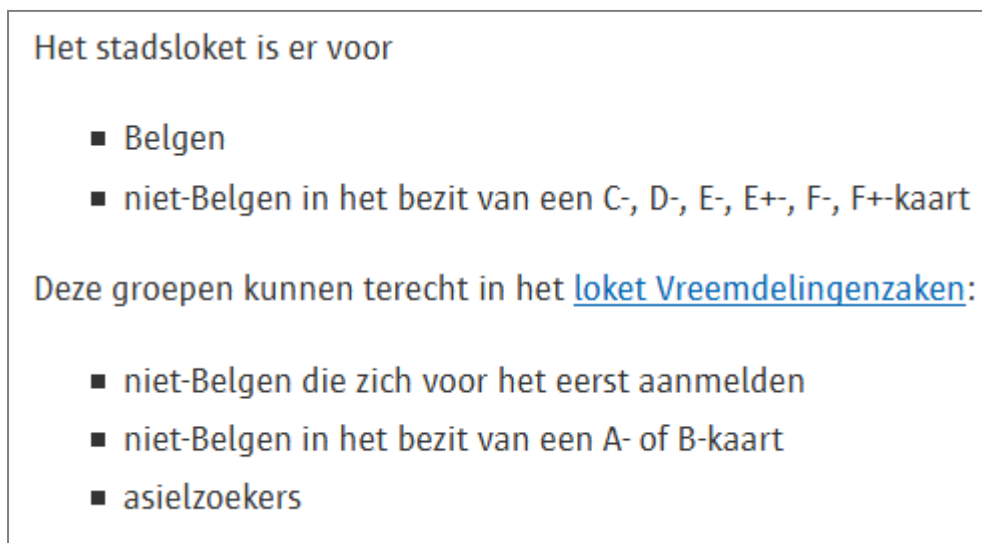 Het stadsloket is er voor
▪ Belgen
▪ niet-Belgen in het bezit van een C-, D-, E-, E+-, F-, F+-kaart
Deze groepen kunnen terecht in het loket Vreemdelingenzaken:
▪ niet-Belgen die zich voor het eerst aanmelden
▪ niet-Belgen in het bezit van een A- of B-kaart
▪ asielzoekers